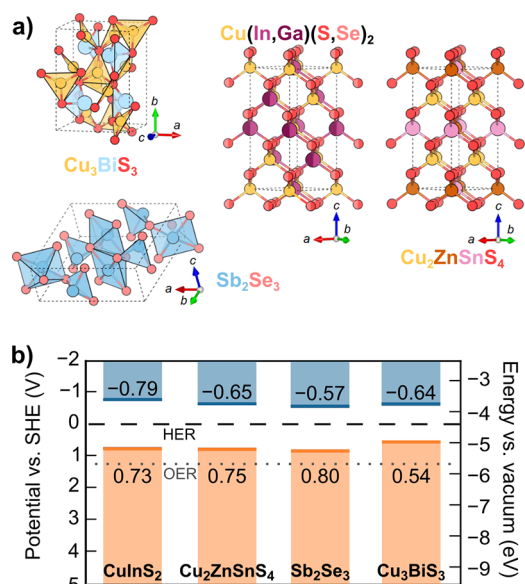 a)
Cu(In,Ga)(S,Se)₂
b
a
c
Cu₃BiS₃
c
a
b
Sb₂Se₃
c
a
b
c
a
b
Cu₂ZnSnS₄
b)
Potential vs. SHE (V)
−2
−1
0
1
2
3
4
5
−0.79
−0.65
−0.57
−0.64
HER
OER
0.73
0.75
0.80
0.54
CuInS₂
Cu₂ZnSnS₄
Sb₂Se₃
Cu₃BiS₃
−3
−4
−5
−6
−7
−8
−9
Energy vs. vacuum (eV)